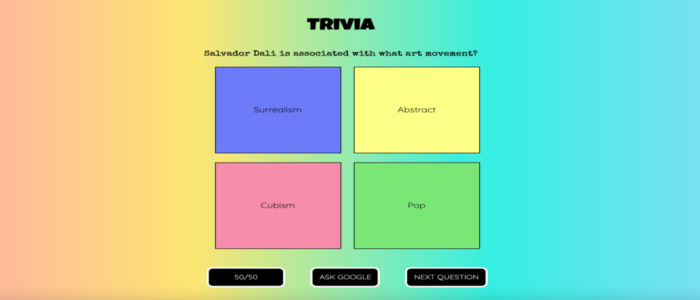 TRIVIA
Salvador Dali is associated with what art movement?
Surrealism
Abstract
Cubism
Pop
50/50
ASK GOOGLE
NEXT QUESTION